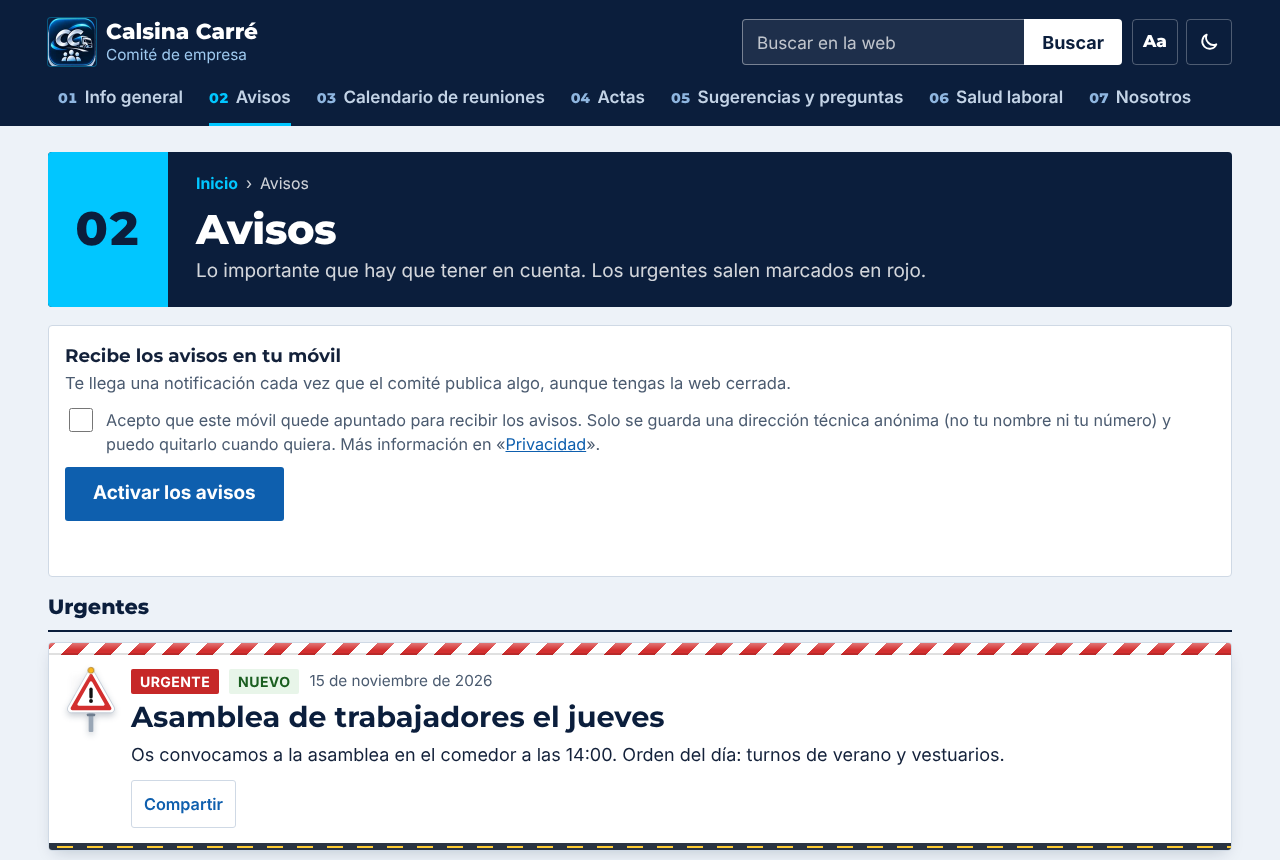 Calsina Carré
Comité de empresa
Buscar en la web
Buscar
Aa
01 Info general
02 Avisos
03 Calendario de reuniones
04 Actas
05 Sugerencias y preguntas
06 Salud laboral
07 Nosotros
02
Inicio › Avisos
Avisos
Lo importante que hay que tener en cuenta. Los urgentes salen marcados en rojo.
Recibe los avisos en tu móvil
Te llega una notificación cada vez que el comité publica algo, aunque tengas la web cerrada.
Acepto que este móvil quede apuntado para recibir los avisos. Solo se guarda una dirección técnica anónima (no tu nombre ni tu número) y
puedo quitarlo cuando quiera. Más información en «Privacidad».
Activar los avisos
Urgentes
URGENTE NUEVO 15 de noviembre de 2026
Asamblea de trabajadores el jueves
Os convocamos a la asamblea en el comedor a las 14:00. Orden del día: turnos de verano y vestuarios.
Compartir